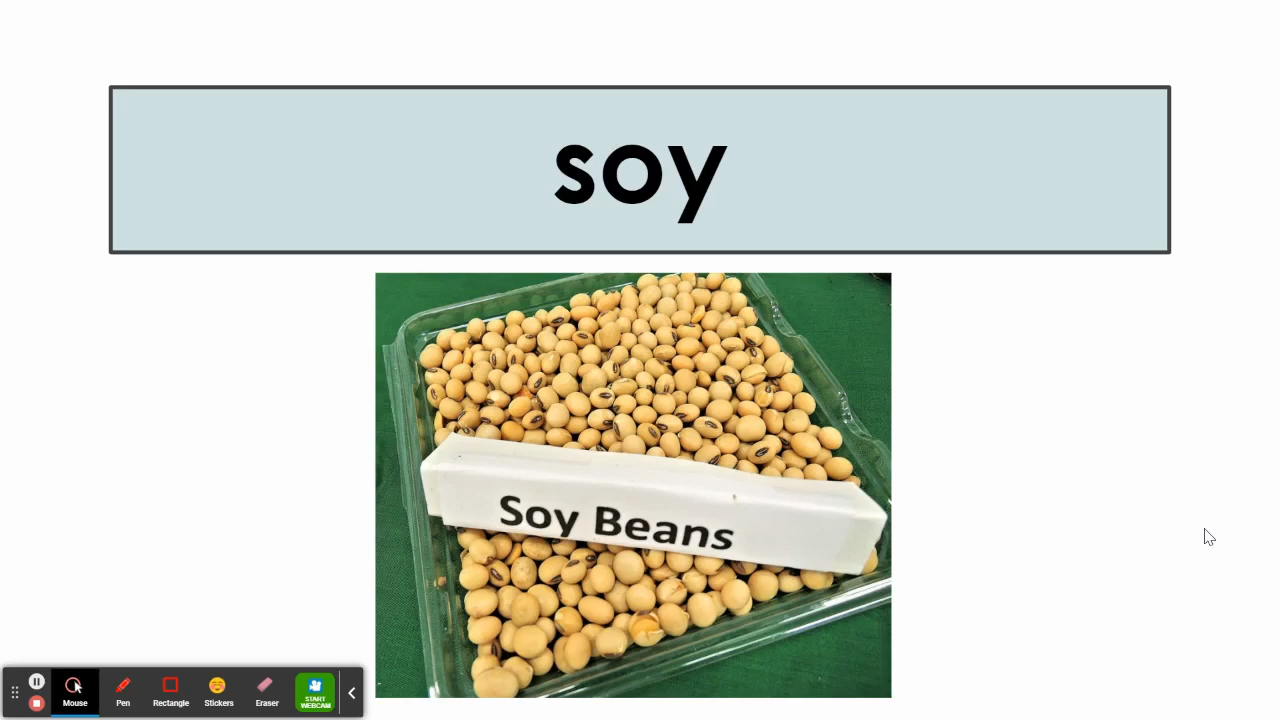 soy
Soy Beans
Mouse
Pen
Rectangle
Stickers
Eraser
START
WEBCAM